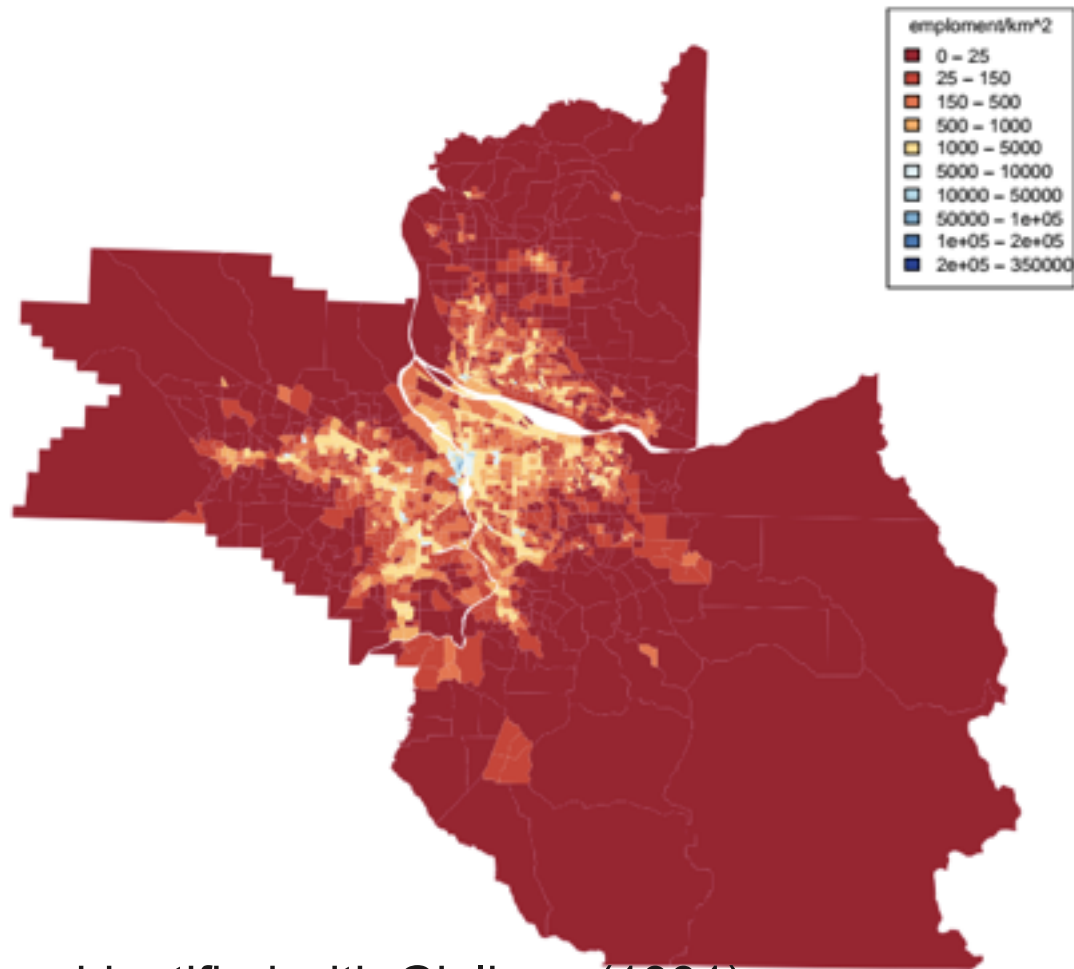 emploment/km^2
0 – 25
25 – 150
150 – 500
500 – 1000
1000 – 5000
5000 – 10000
10000 – 50000
50000 – 1e+05
1e+05 – 2e+05
2e+05 – 350000